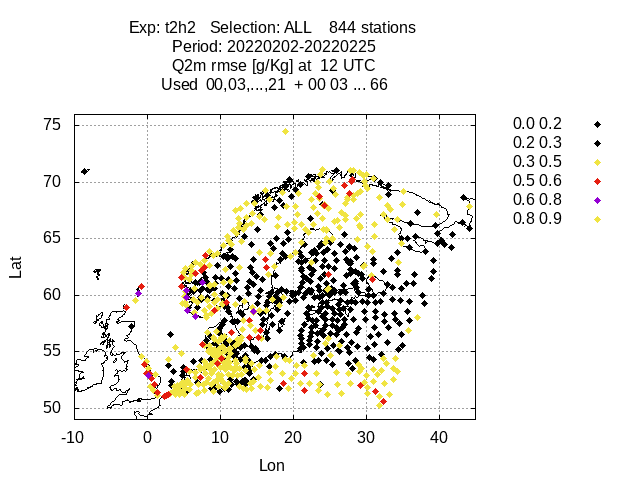 Exp: t2h2 Selection: ALL 844 stations
Period: 20220202-20220225
Q2m rmse [g/Kg] at 12 UTC
Used 00,03,...,21 + 00 03 ... 66
75
70
65
60
55
50
-10 0 10 20 30 40
Lat
Lon
0.0 0.2
0.2 0.3
0.3 0.5
0.5 0.6
0.6 0.8
0.8 0.9